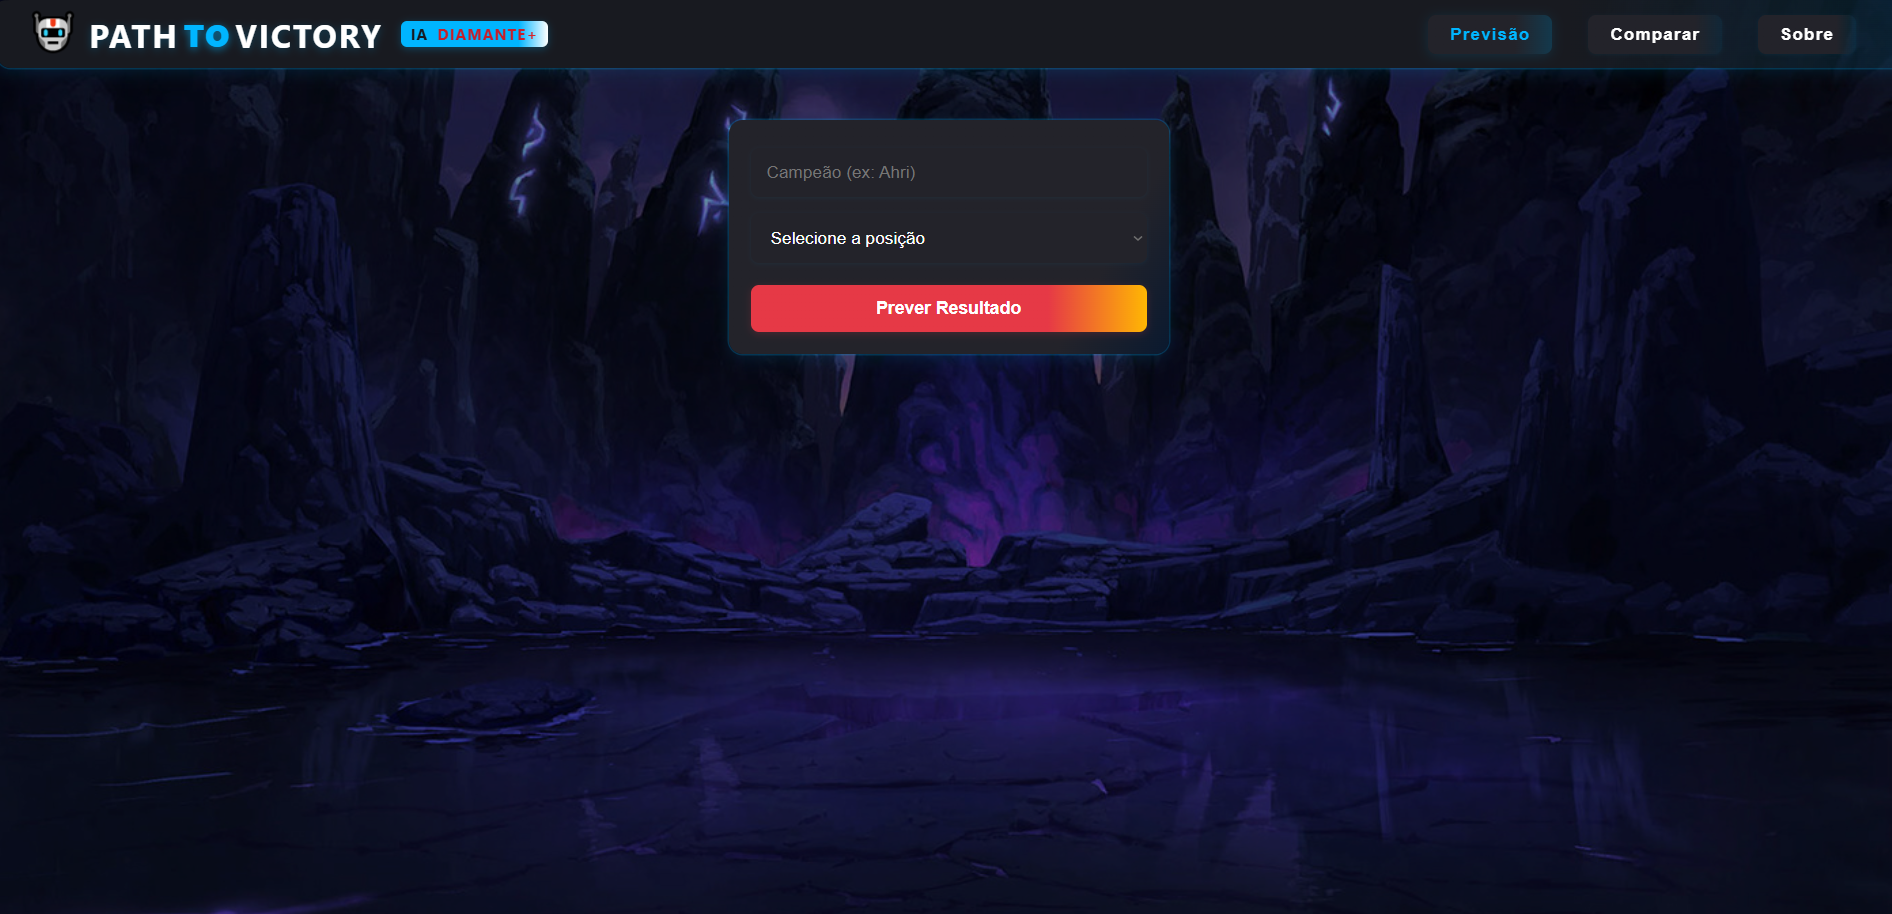 PATH TO VICTORY IA DIAMANTE+ Previsão Comparar Sobre
Campeão (ex: Ahri)
Selecione a posição
Prever Resultado